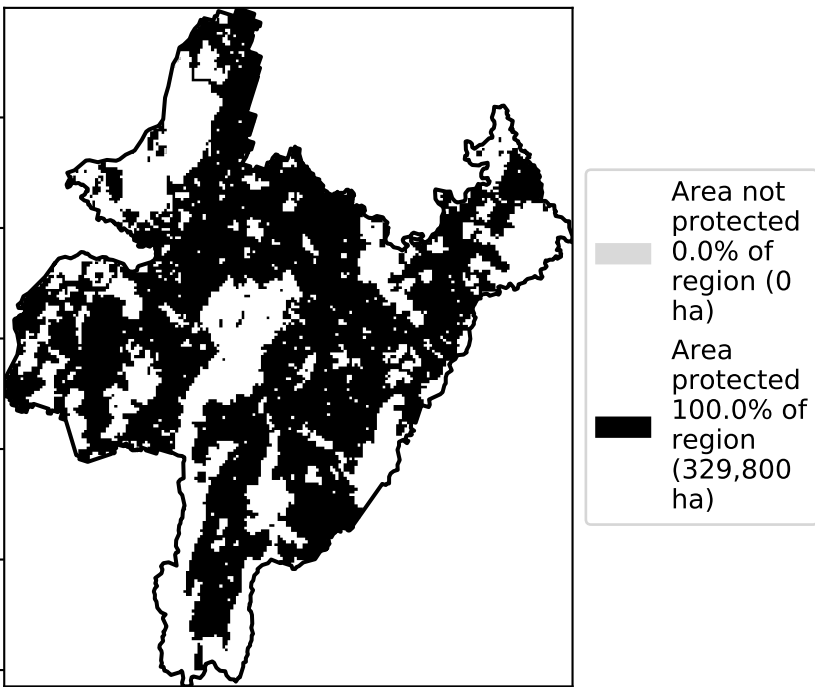 Area not
protected
0.0% of
region (0
ha)
Area
protected
100.0% of
region
(329,800
ha)